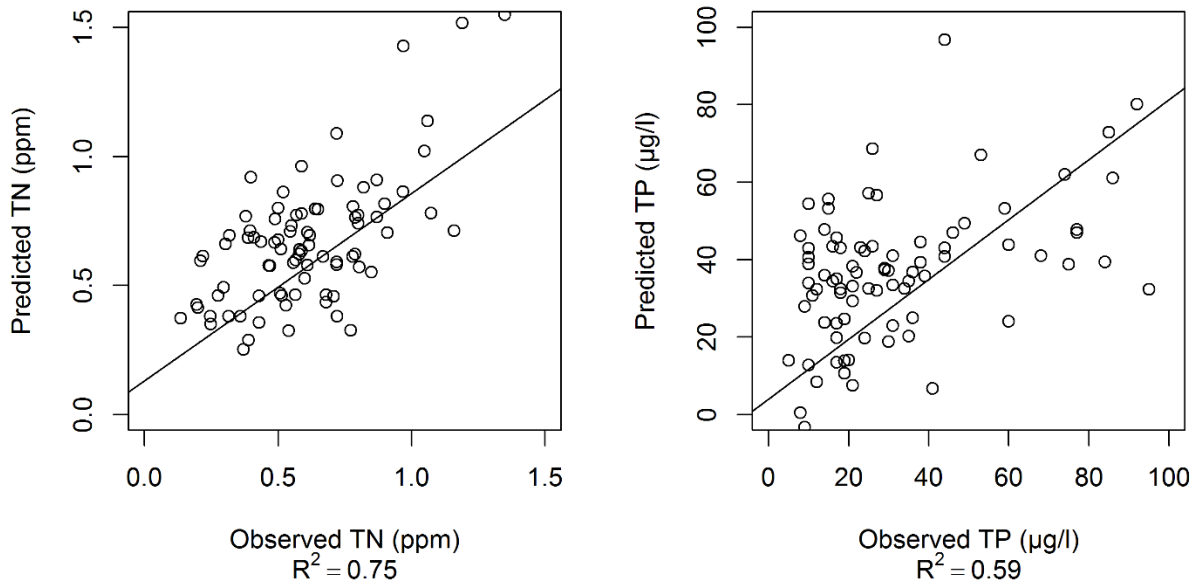 Predicted TN (ppm)
1.5
1.0
0.5
0.0
0.0 0.5 1.0 1.5
Observed TN (ppm)
R² = 0.75
Predicted TP (µg/l)
100
80
60
40
20
0
0 20 40 60 80 100
Observed TP (µg/l)
R² = 0.59